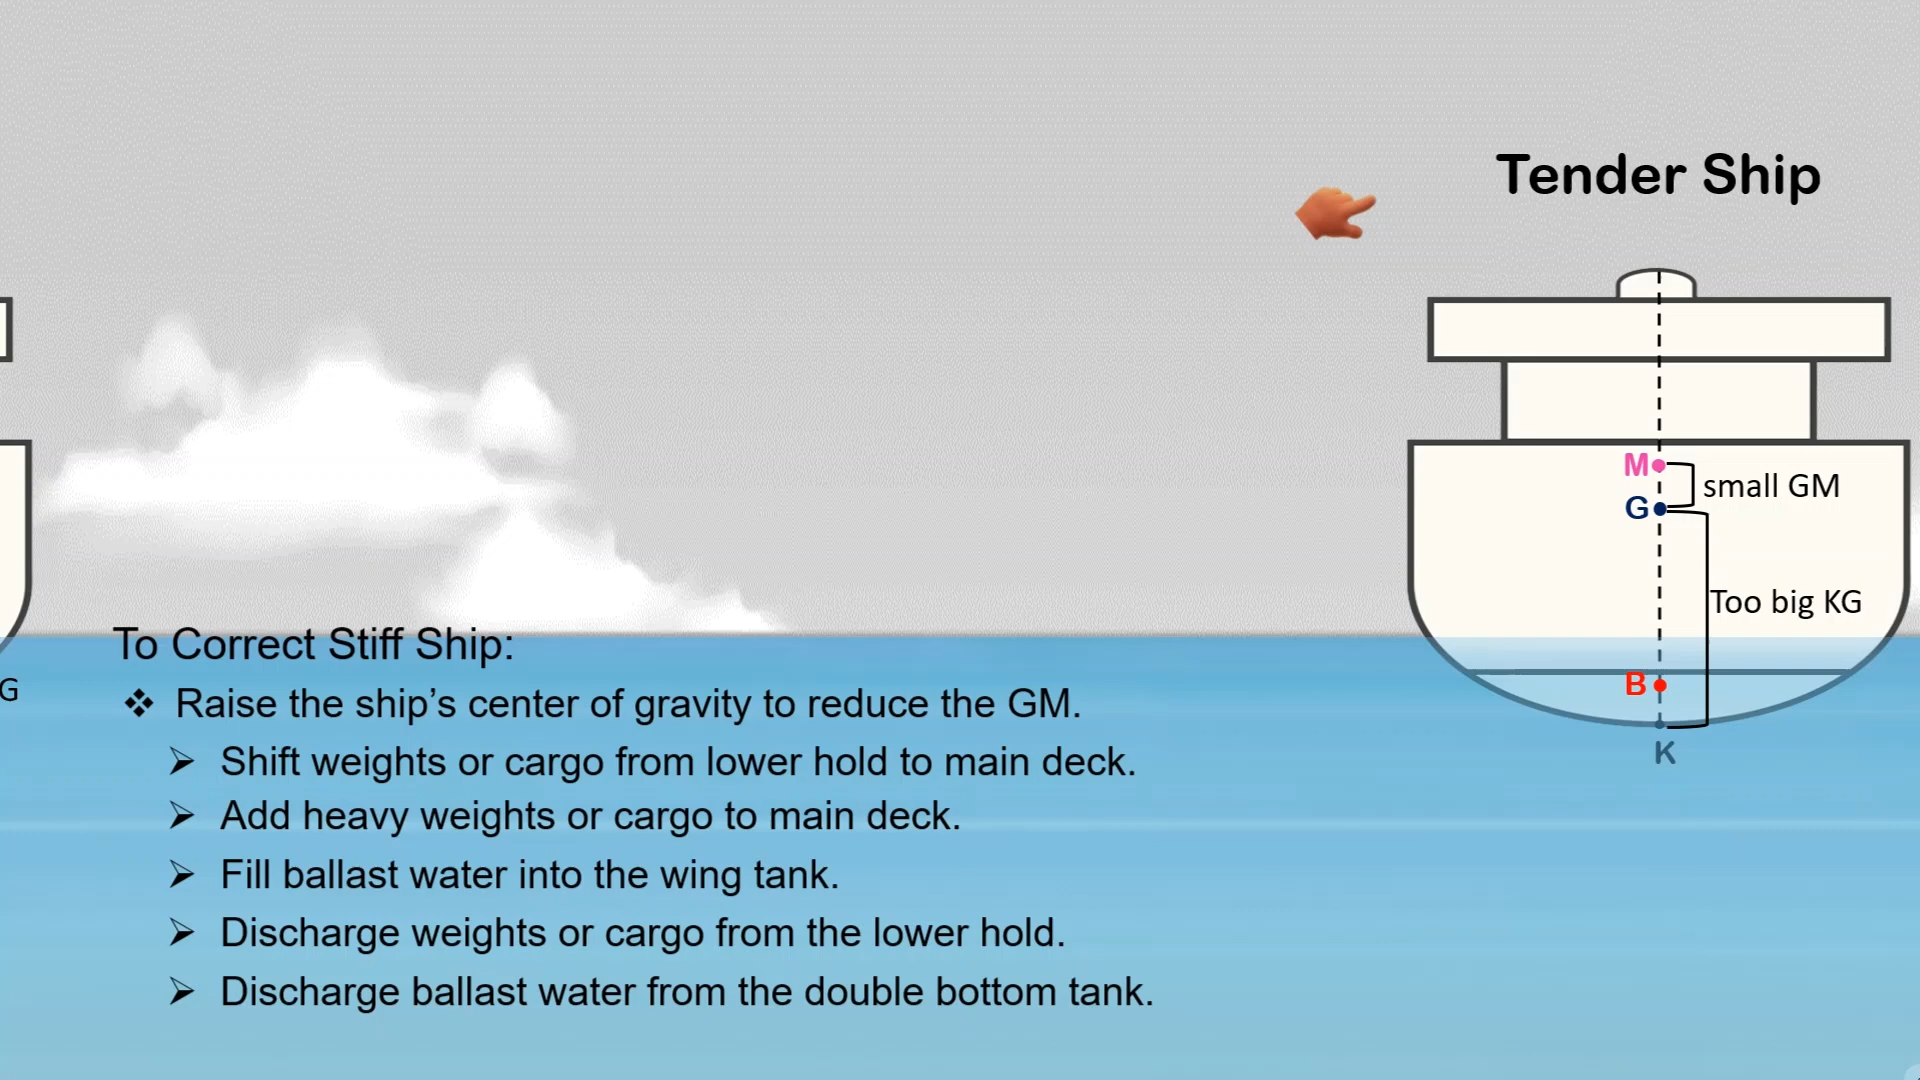 Tender Ship
M
small GM
G
Too big KG
B
K
G
To Correct Stiff Ship:
❖ Raise the ship’s center of gravity to reduce the GM.
➢ Shift weights or cargo from lower hold to main deck.
➢ Add heavy weights or cargo to main deck.
➢ Fill ballast water into the wing tank.
➢ Discharge weights or cargo from the lower hold.
➢ Discharge ballast water from the double bottom tank.